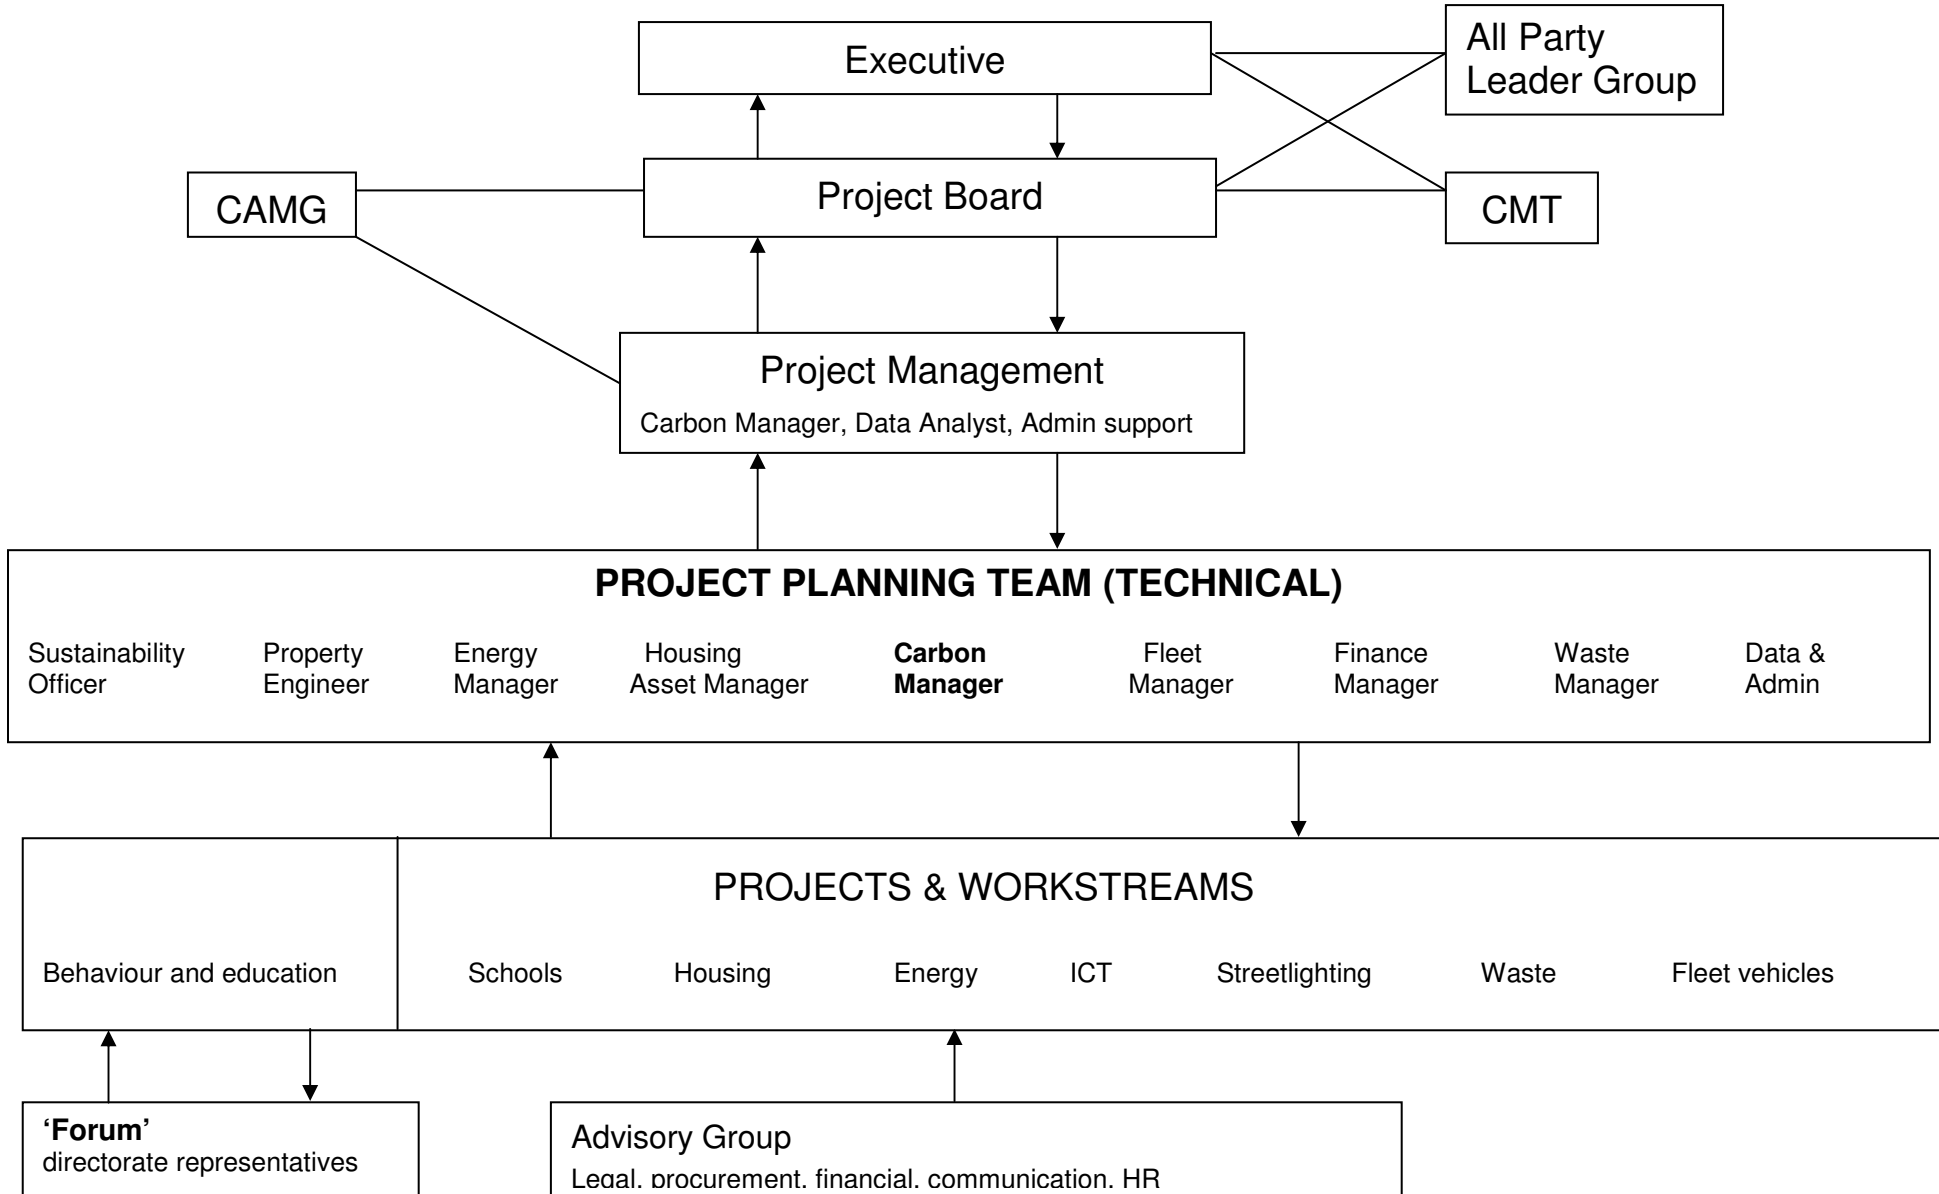 Executive
All Party
Leader Group
CAMG
Project Board
CMT
Project Management
Carbon Manager, Data Analyst, Admin support
PROJECT PLANNING TEAM (TECHNICAL)
Sustainability
Officer
Property
Engineer
Energy
Manager
Housing
Asset Manager
Carbon
Manager
Fleet
Manager
Finance
Manager
Waste
Manager
Data &
Admin
PROJECTS & WORKSTREAMS
Behaviour and education
Schools
Housing
Energy
ICT
Streetlighting
Waste
Fleet vehicles
‘Forum’
directorate representatives
Advisory Group
Legal, procurement, financial, communication, HR